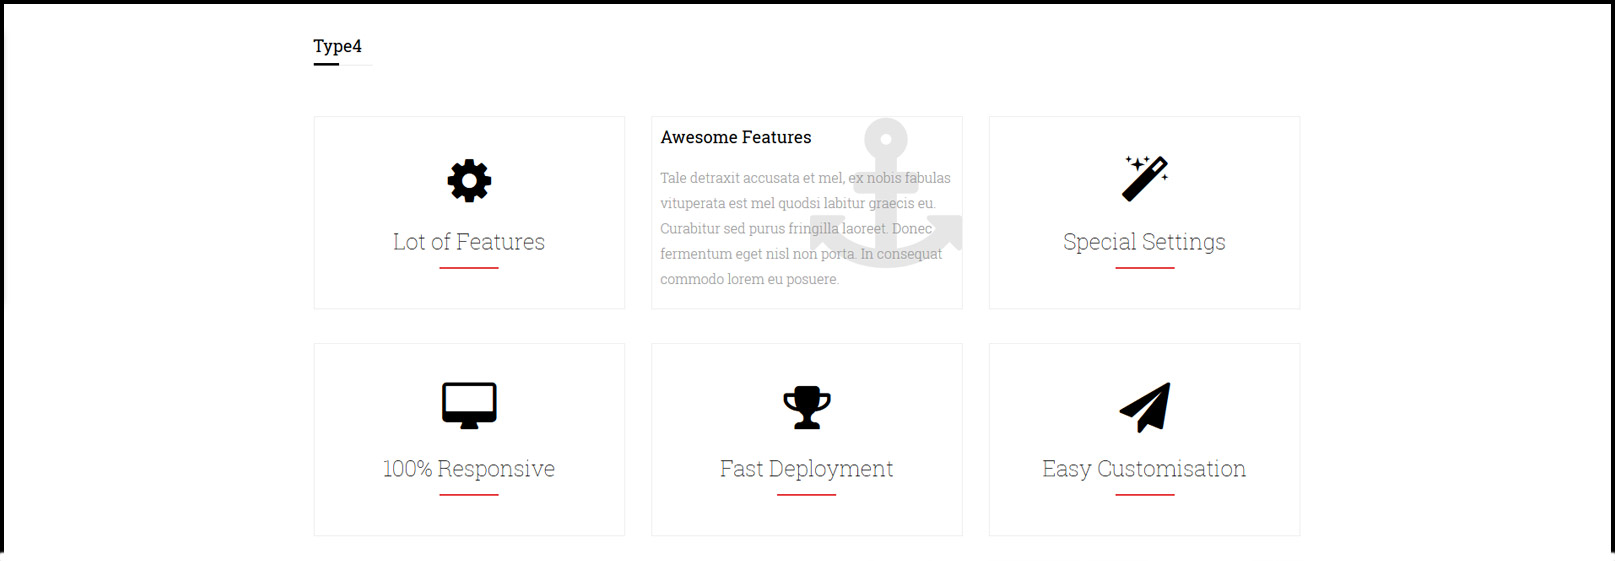 Type4
Lot of Features
Awesome Features
Tale detraxit accusata et mel, ex nobis fabulas
vituperata est mel quodsi labitur graecis eu.
Curabitur sed purus fringilla laoreet. Donec
fermentum eget nisl non porta. In consequat
commodo lorem eu posuere.
Special Settings
100% Responsive
Fast Deployment
Easy Customisation